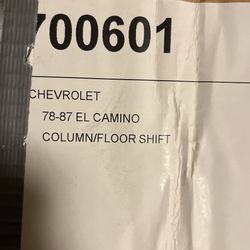 700601
CHEVROLET
78-87 EL CAMINO
COLUMN/FLOOR SHIFT